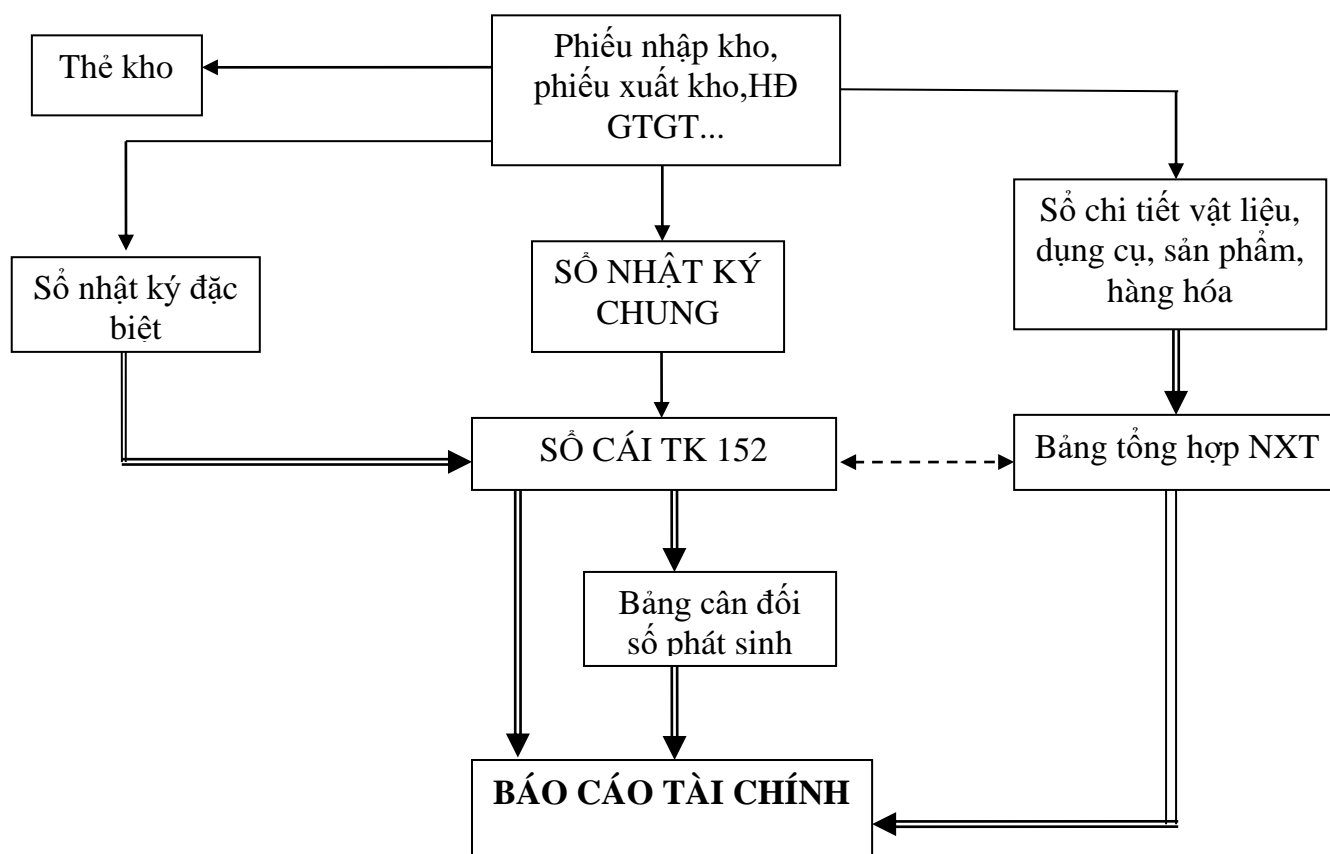 Thẻ kho
Phiếu nhập kho,
phiếu xuất kho,HĐ
GTGT...
Sổ nhật ký đặc
biệt
SỔ NHẬT KÝ
CHUNG
Sổ chi tiết vật liệu,
dụng cụ, sản phẩm,
hàng hóa
SỔ CÁI TK 152
Bảng tổng hợp NXT
Bảng cân đối
số phát sinh
BÁO CÁO TÀI CHÍNH